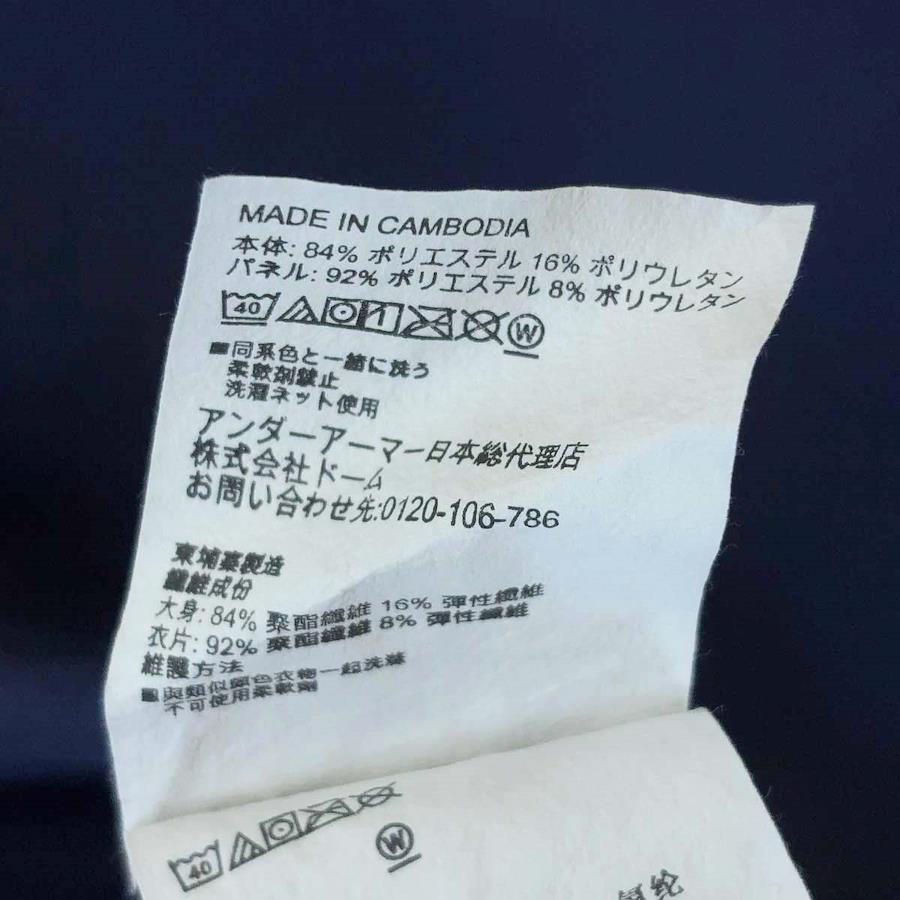 MADE IN CAMBODIA
本体: 84% ポリエステル 16% ポリウレタン
パネル: 92% ポリエステル 8% ポリウレタン
40 W
■同系色と一緒に洗う
柔軟剤禁止
洗濯ネット使用
アンダーアーマー日本総代理店
株式会社ドーム
お問い合わせ先:0120-106-786
柬埔寨製造
纖維成份
大身: 84% 聚酯纖維 16% 彈性纖維
衣片: 92% 聚酯纖維 8% 彈性纖維
維護方法
■與類似顏色衣物一起洗滌
不可使用柔軟劑
40 W